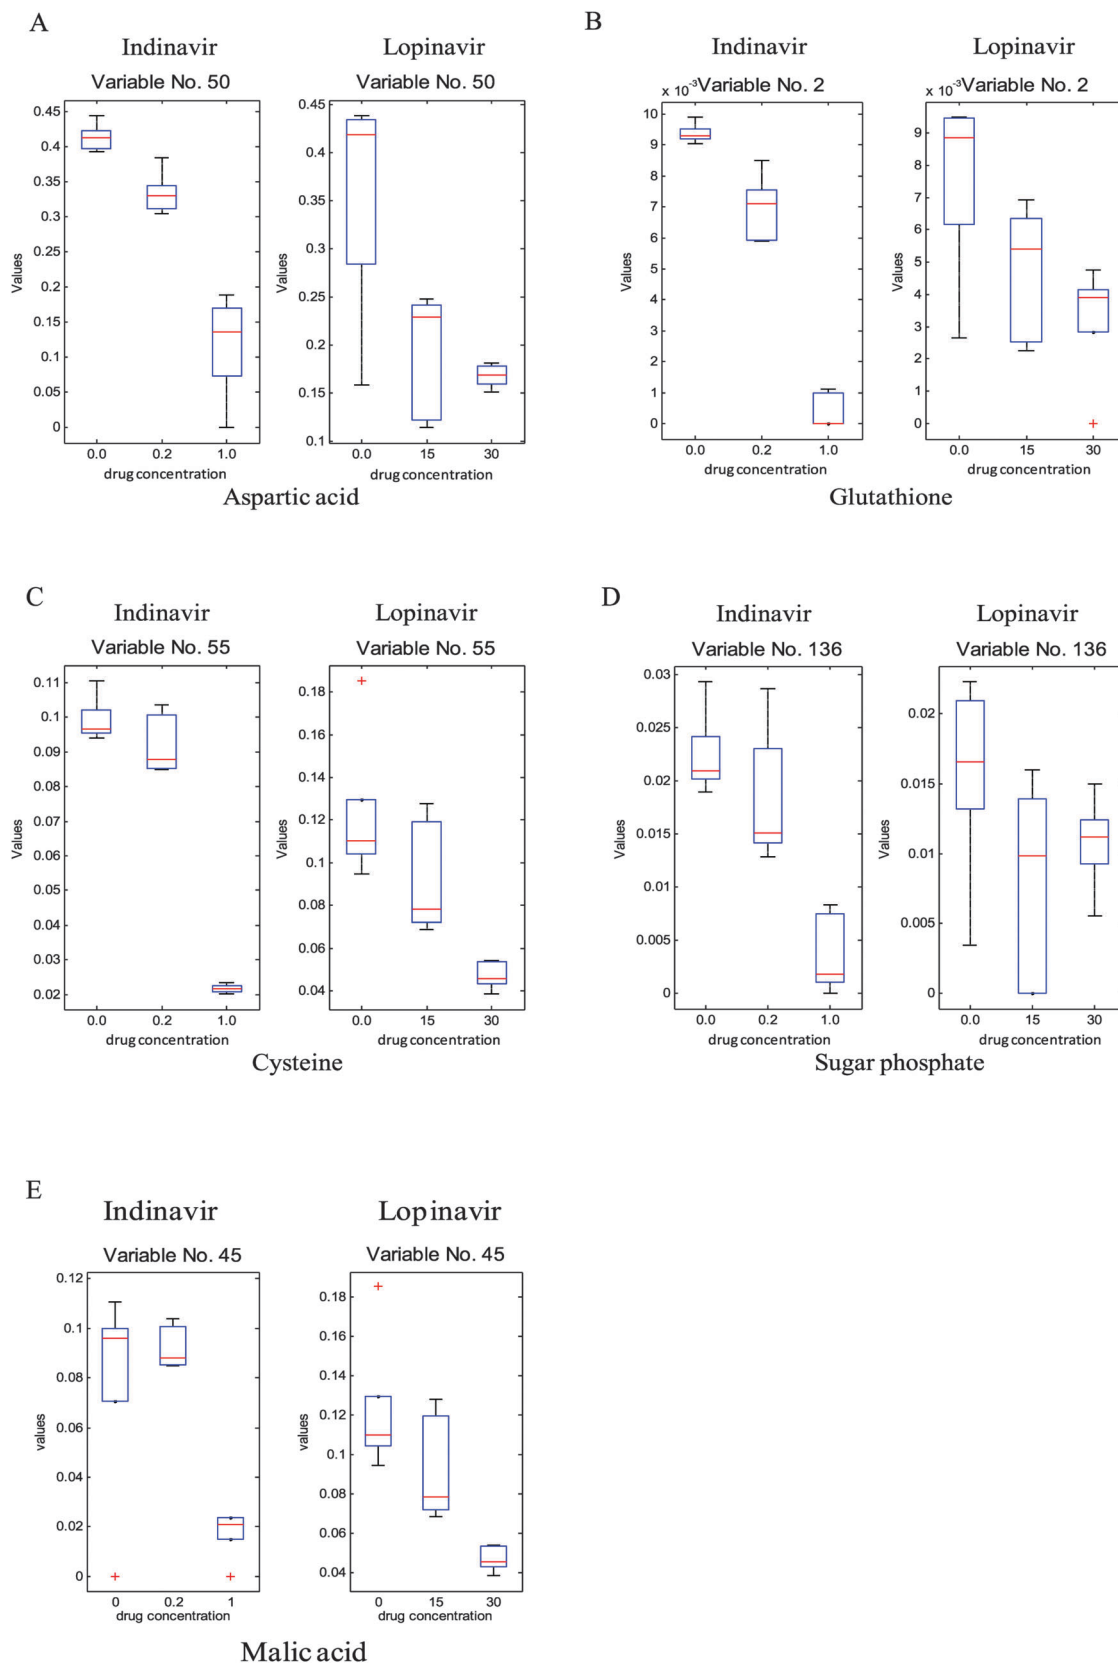 A
Indinavir
Variable No. 50
0.45
0.4
0.35
0.3
0.25
0.2
0.15
0.1
0.05
0
Values
0.0 0.2 1.0
drug concentration
Lopinavir
Variable No. 50
0.45
0.4
0.35
0.3
0.25
0.2
0.15
0.1
Values
0.0 15 30
drug concentration
Aspartic acid
B
Indinavir
x 10⁻³ Variable No. 2
10
9
8
7
6
5
4
3
2
1
0
Values
0.0 0.2 1.0
drug concentration
Lopinavir
x 10⁻³ Variable No. 2
9
8
7
6
5
4
3
2
1
0
Values
0.0 15 30
drug concentration
Glutathione
C
Indinavir
Variable No. 55
0.11
0.1
0.09
0.08
0.07
0.06
0.05
0.04
0.03
0.02
Values
0.0 0.2 1.0
drug concentration
Lopinavir
Variable No. 55
0.18
0.16
0.14
0.12
0.1
0.08
0.06
0.04
Values
0.0 15 30
drug concentration
Cysteine
D
Indinavir
Variable No. 136
0.03
0.025
0.02
0.015
0.01
0.005
0
Values
0.0 0.2 1.0
drug concentration
Lopinavir
Variable No. 136
0.02
0.015
0.01
0.005
0
Values
0.0 15 30
drug concentration
Sugar phosphate
E
Indinavir
Variable No. 45
0.12
0.1
0.08
0.06
0.04
0.02
0
values
0 0.2 1
drug concentration
Lopinavir
Variable No. 45
0.18
0.16
0.14
0.12
0.1
0.08
0.06
0.04
values
0 15 30
drug concentration
Malic acid